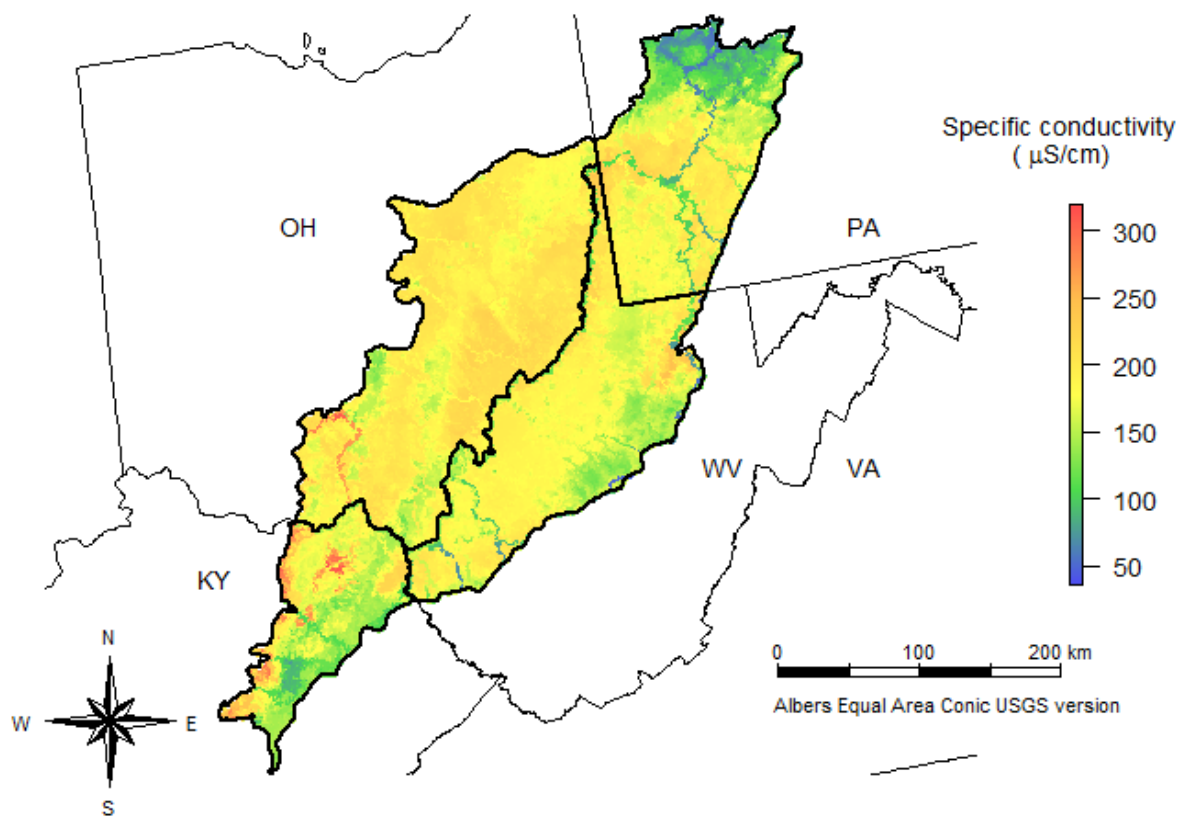 Specific conductivity
( μS/cm)
OH
PA
300
250
200
150
WV
VA
100
KY
50
N
W
E
S
0
100
200 km
Albers Equal Area Conic USGS version